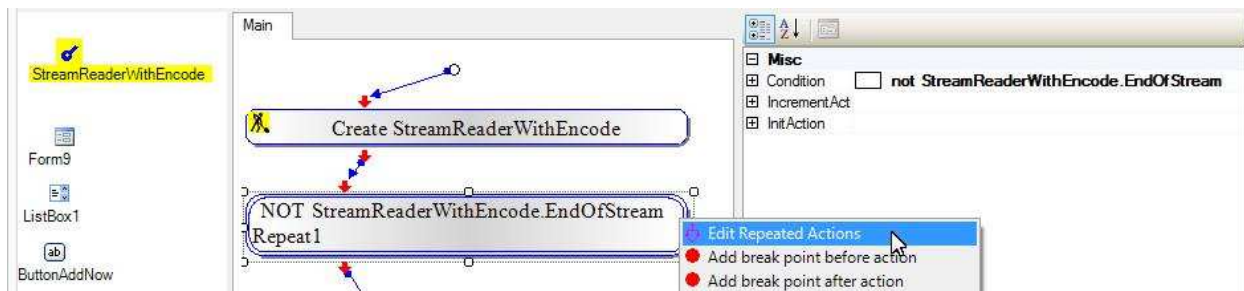 StreamReaderWithEncode
Form9
ListBox1
ab
ButtonAddNow
Main
Create StreamReaderWithEncode
NOT StreamReaderWithEncode.EndOfStream
Repeat1
Edit Repeated Actions
Add break point before action
Add break point after action
A
Z
Misc
Condition not StreamReaderWithEncode.EndOfStream
IncrementAct
InitAction